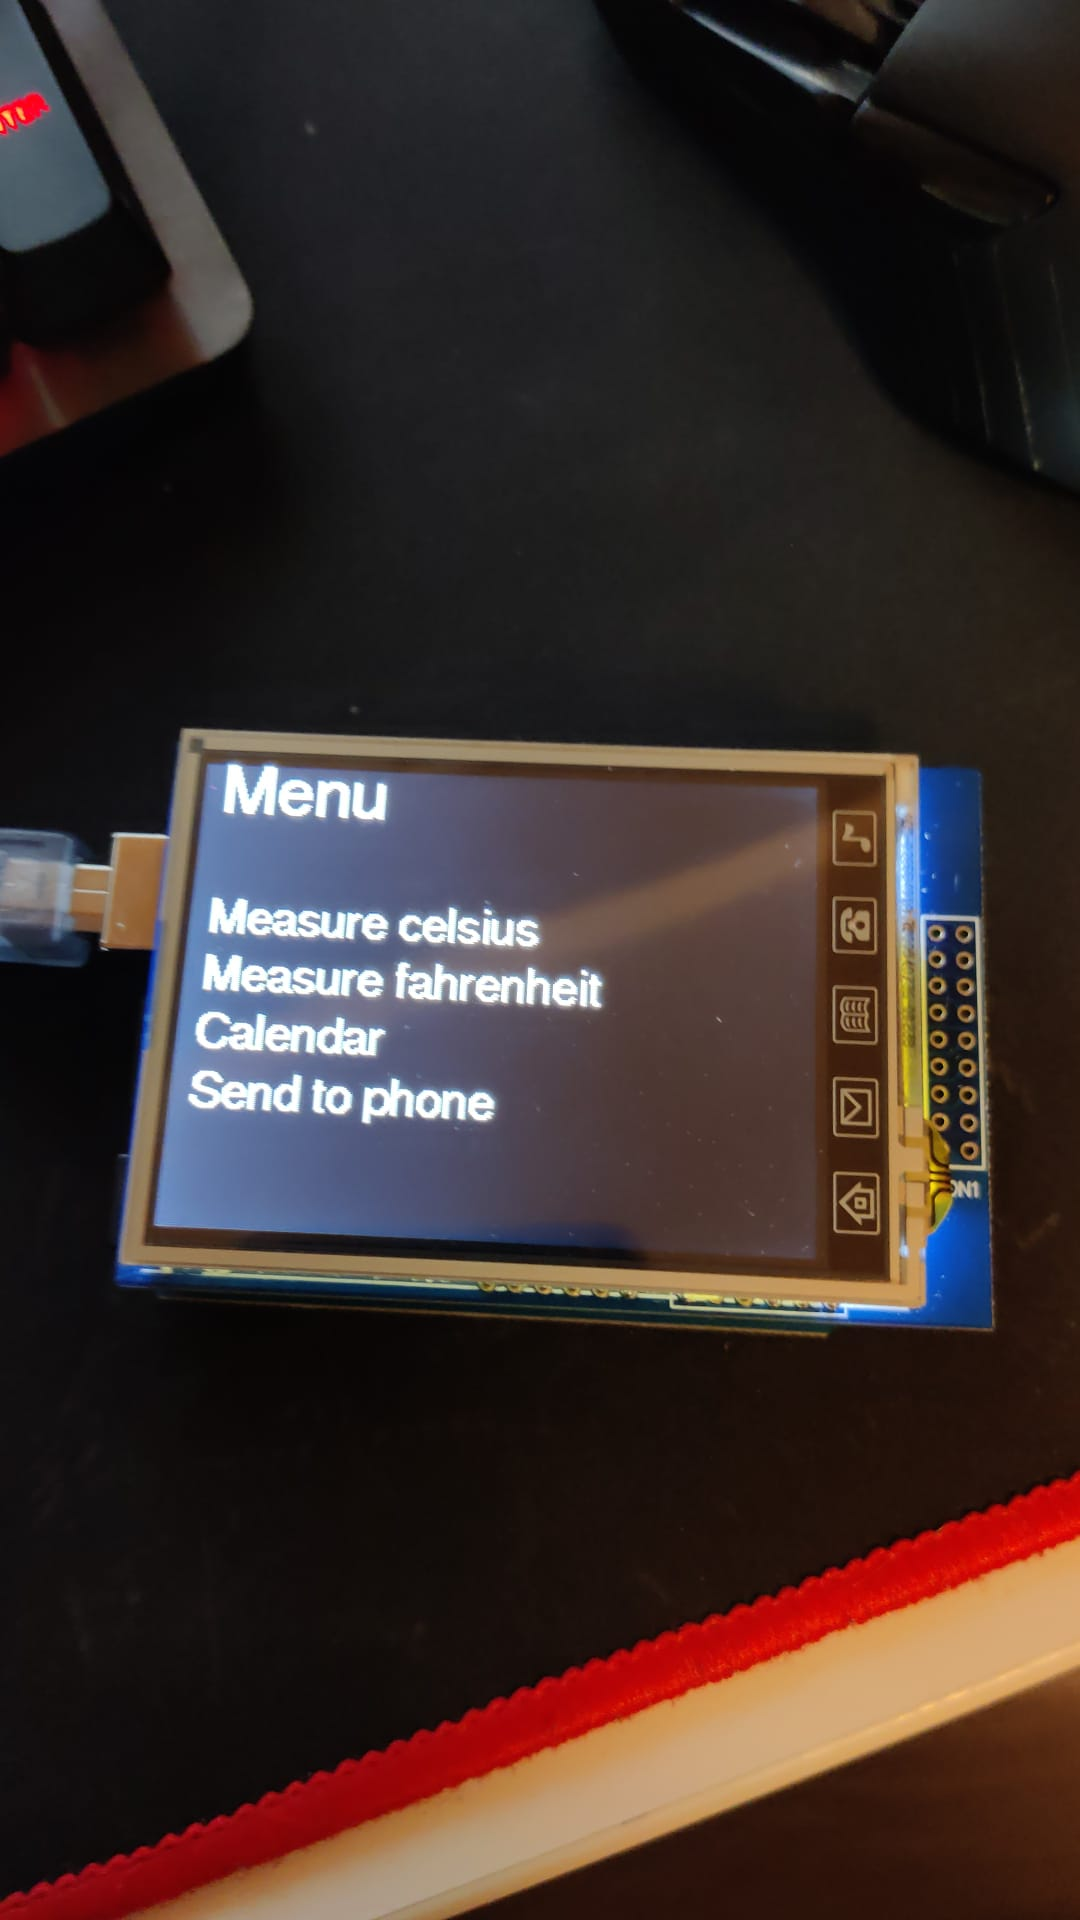 Menu
Measure celsius
Measure fahrenheit
Calendar
Send to phone